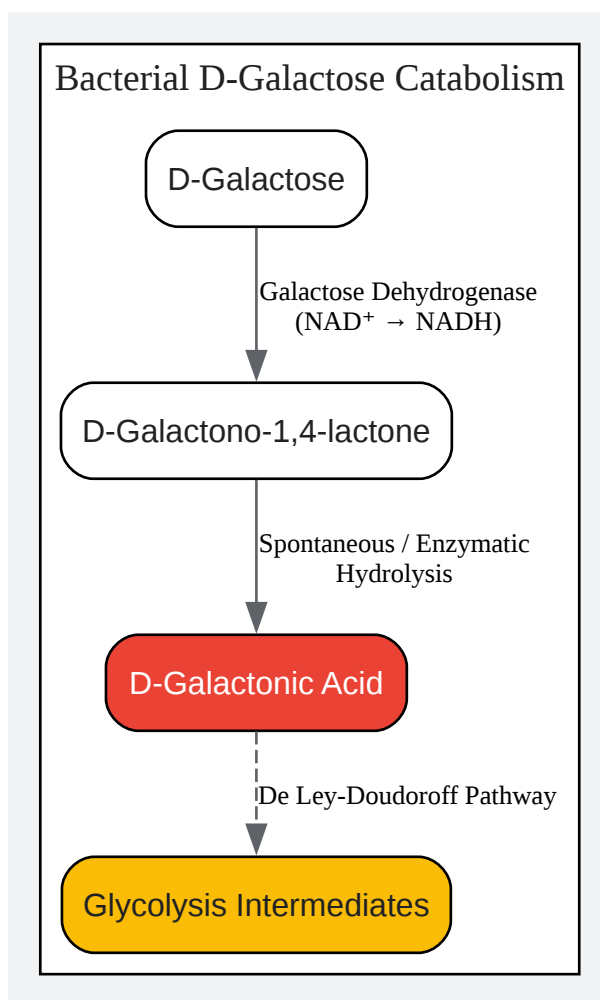 Bacterial D-Galactose Catabolism
D-Galactose
Galactose Dehydrogenase
(NAD⁺ → NADH)
D-Galactono-1,4-lactone
Spontaneous / Enzymatic
Hydrolysis
D-Galactonic Acid
De Ley-Doudoroff Pathway
Glycolysis Intermediates